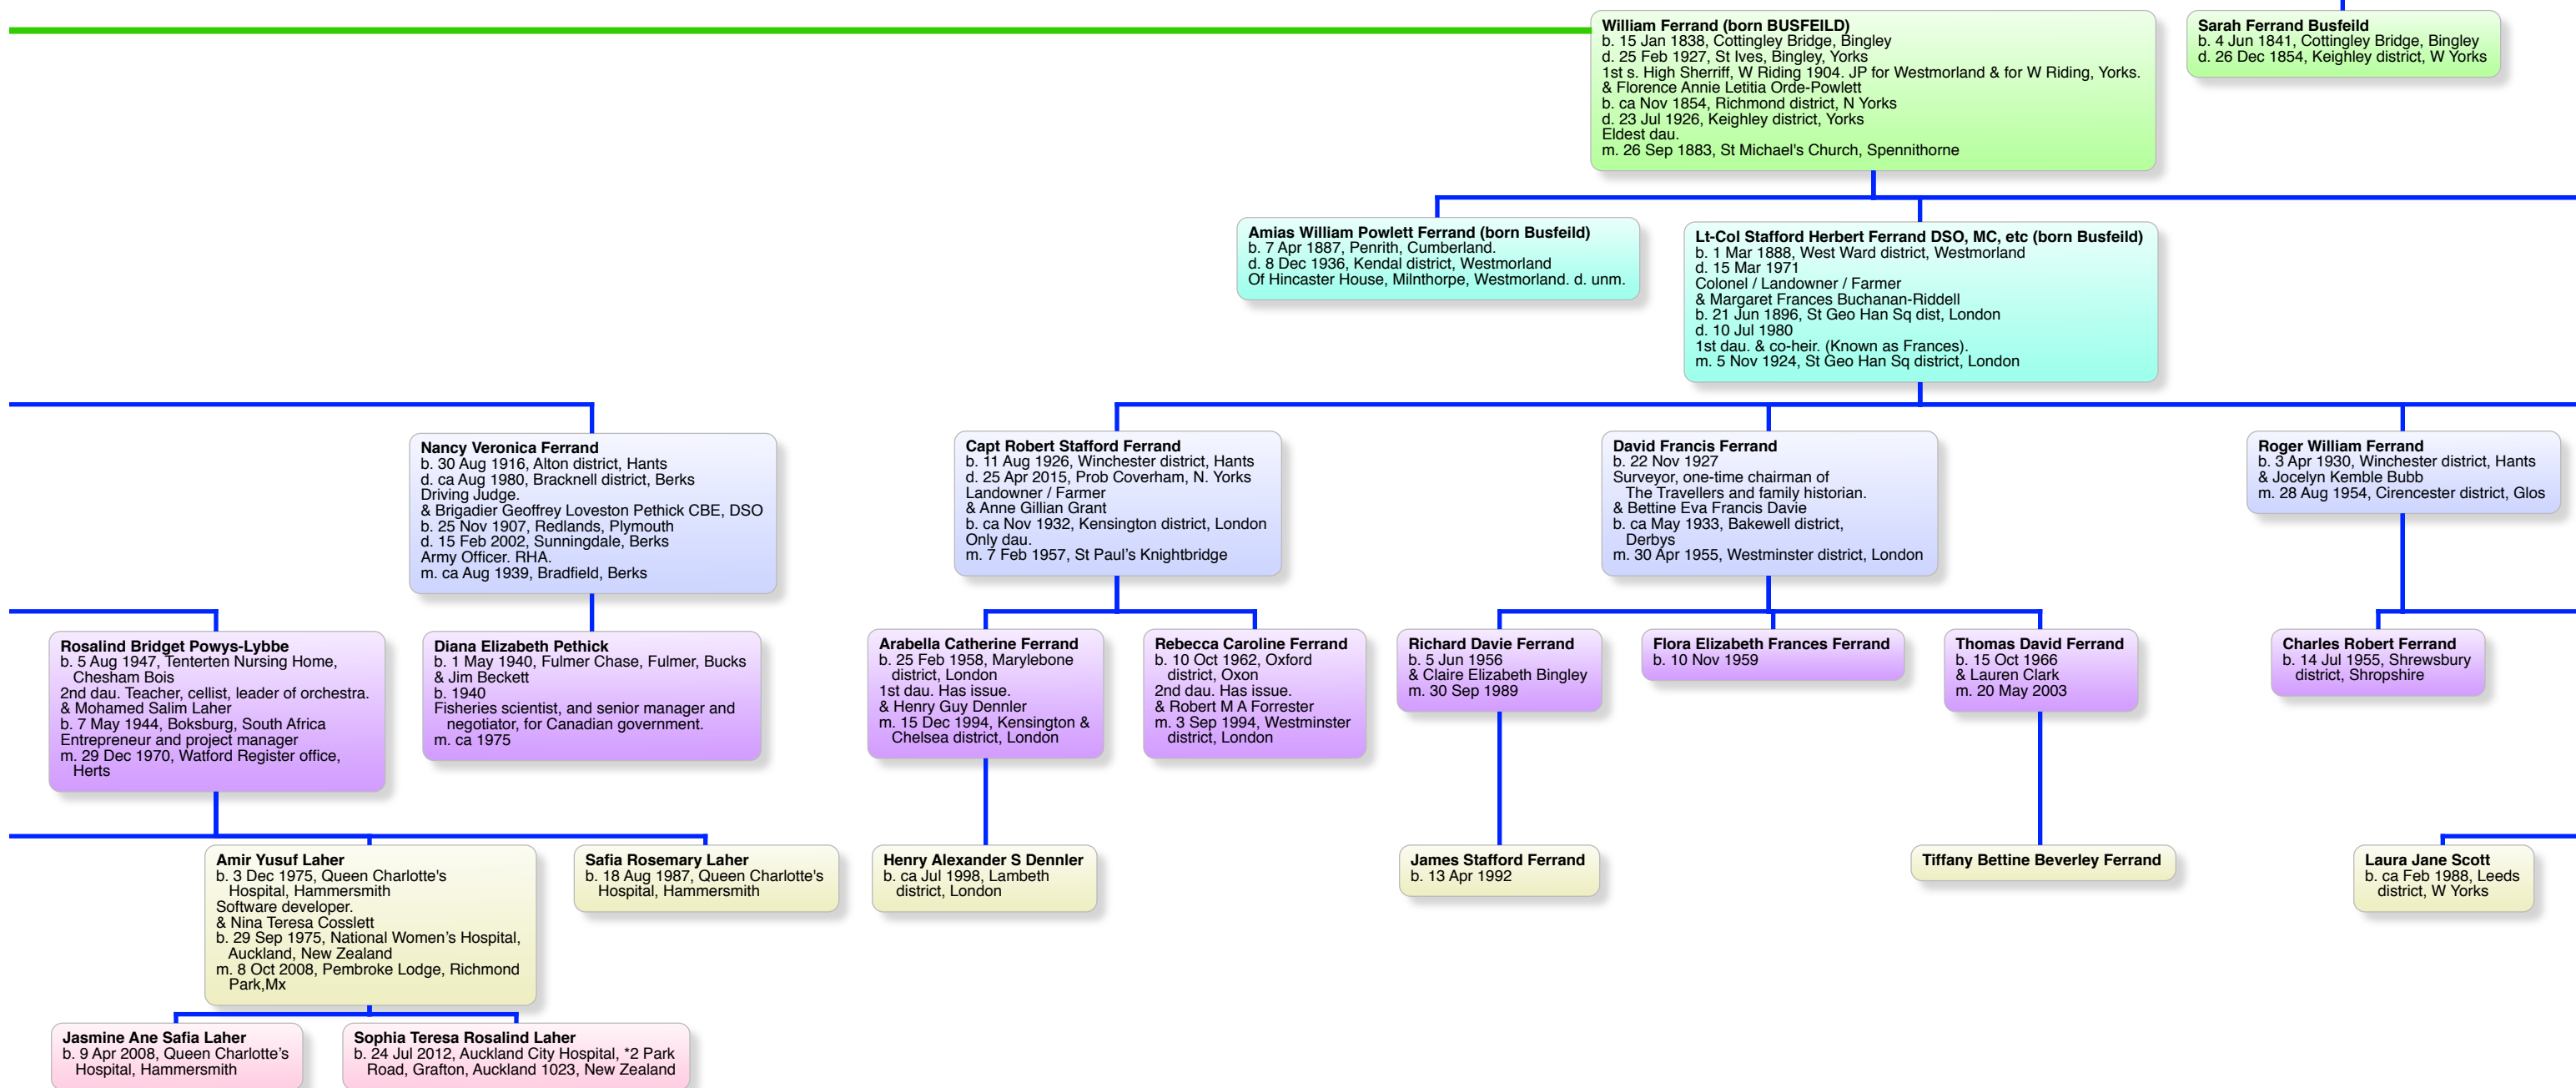 William Ferrand (born BUSFEILD)
b. 15 Jan 1838, Cottingley Bridge, Bingley
d. 25 Feb 1927, St Ives, Bingley, Yorks
1st s. High Sherriff, W Riding 1904. JP for Westmorland & for W Riding, Yorks.
& Florence Annie Letitia Orde-Powlett
b. ca Nov 1854, Richmond district, N Yorks
d. 23 Jul 1926, Keighley district, Yorks
Eldest dau.
m. 26 Sep 1883, St Michael's Church, Spennithorne
Sarah Ferrand Busfeild
b. 4 Jun 1841, Cottingley Bridge, Bingley
d. 26 Dec 1854, Keighley district, W Yorks
Amias William Powlett Ferrand (born Busfeild)
b. 7 Apr 1887, Penrith, Cumberland.
d. 8 Dec 1936, Kendal district, Westmorland
Of Hincaster House, Milnthorpe, Westmorland. d. unm.
Lt-Col Stafford Herbert Ferrand DSO, MC, etc (born Busfeild)
b. 1 Mar 1888, West Ward district, Westmorland
d. 15 Mar 1971
Colonel / Landowner / Farmer
& Margaret Frances Buchanan-Riddell
b. 21 Jun 1896, St Geo Han Sq dist, London
d. 10 Jul 1980
1st dau. & co-heir. (Known as Frances).
m. 5 Nov 1924, St Geo Han Sq district, London
Nancy Veronica Ferrand
b. 30 Aug 1916, Alton district, Hants
d. ca Aug 1980, Bracknell district, Berks
Driving Judge.
& Brigadier Geoffrey Loveston Pethick CBE, DSO
b. 25 Nov 1907, Redlands, Plymouth
d. 15 Feb 2002, Sunningdale, Berks
Army Officer. RHA.
m. ca Aug 1939, Bradfield, Berks
Capt Robert Stafford Ferrand
b. 11 Aug 1926, Winchester district, Hants
d. 25 Apr 2015, Prob Coverham, N. Yorks
Landowner / Farmer
& Anne Gillian Grant
b. ca Nov 1932, Kensington district, London
Only dau.
m. 7 Feb 1957, St Paul's Knightbridge
David Francis Ferrand
b. 22 Nov 1927
Surveyor, one-time chairman of
The Travellers and family historian.
& Bettine Eva Francis Davie
b. ca May 1933, Bakewell district,
Derbys
m. 30 Apr 1955, Westminster district, London
Roger William Ferrand
b. 3 Apr 1930, Winchester district, Hants
& Jocelyn Kemble Bubb
m. 28 Aug 1954, Cirencester district, Glos
Rosalind Bridget Powys-Lybbe
b. 5 Aug 1947, Tenterten Nursing Home,
Chesham Bois
2nd dau. Teacher, cellist, leader of orchestra.
& Mohamed Salim Laher
b. 7 May 1944, Boksburg, South Africa
Entrepreneur and project manager
m. 29 Dec 1970, Watford Register office,
Herts
Diana Elizabeth Pethick
b. 1 May 1940, Fulmer Chase, Fulmer, Bucks
& Jim Beckett
b. 1940
Fisheries scientist, and senior manager and
negotiator, for Canadian government.
m. ca 1975
Arabella Catherine Ferrand
b. 25 Feb 1958, Marylebone
district, London
1st dau. Has issue.
& Henry Guy Dennler
m. 15 Dec 1994, Kensington &
Chelsea district, London
Rebecca Caroline Ferrand
b. 10 Oct 1962, Oxford
district, Oxon
2nd dau. Has issue.
& Robert M A Forrester
m. 3 Sep 1994, Westminster
district, London
Richard Davie Ferrand
b. 5 Jun 1956
& Claire Elizabeth Bingley
m. 30 Sep 1989
Flora Elizabeth Frances Ferrand
b. 10 Nov 1959
Thomas David Ferrand
b. 15 Oct 1966
& Lauren Clark
m. 20 May 2003
Charles Robert Ferrand
b. 14 Jul 1955, Shrewsbury
district, Shropshire
Amir Yusuf Laher
b. 3 Dec 1975, Queen Charlotte's
Hospital, Hammersmith
Software developer.
& Nina Teresa Cosslett
b. 29 Sep 1975, National Women's Hospital,
Auckland, New Zealand
m. 8 Oct 2008, Pembroke Lodge, Richmond
Park,Mx
Safia Rosemary Laher
b. 18 Aug 1987, Queen Charlotte's
Hospital, Hammersmith
Henry Alexander S Dennler
b. ca Jul 1998, Lambeth
district, London
James Stafford Ferrand
b. 13 Apr 1992
Tiffany Bettine Beverley Ferrand
Laura Jane Scott
b. ca Feb 1988, Leeds
district, W Yorks
Jasmine Ane Safia Laher
b. 9 Apr 2008, Queen Charlotte's
Hospital, Hammersmith
Sophia Teresa Rosalind Laher
b. 24 Jul 2012, Auckland City Hospital, *2 Park
Road, Grafton, Auckland 1023, New Zealand